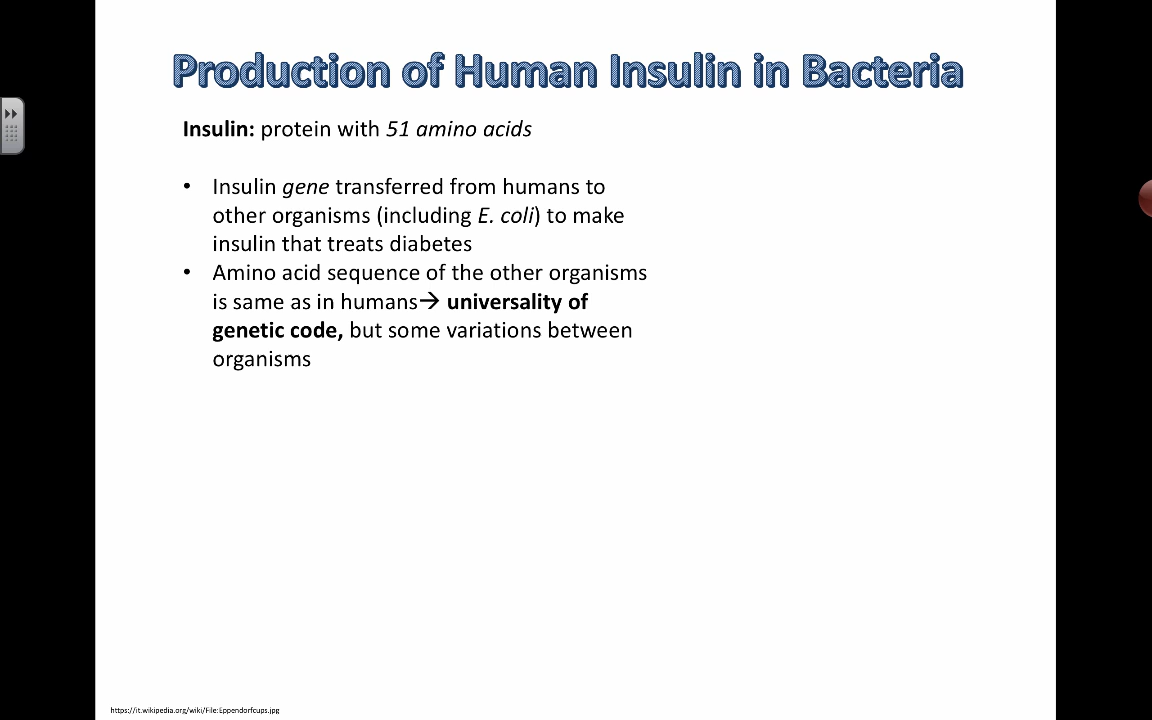 Production of Human Insulin in Bacteria
Insulin: protein with 51 amino acids
• Insulin gene transferred from humans to
other organisms (including E. coli) to make
insulin that treats diabetes
• Amino acid sequence of the other organisms
is same as in humans→ universality of
genetic code, but some variations between
organisms
https://it.wikipedia.org/wiki/File:Eppendorfcups.jpg